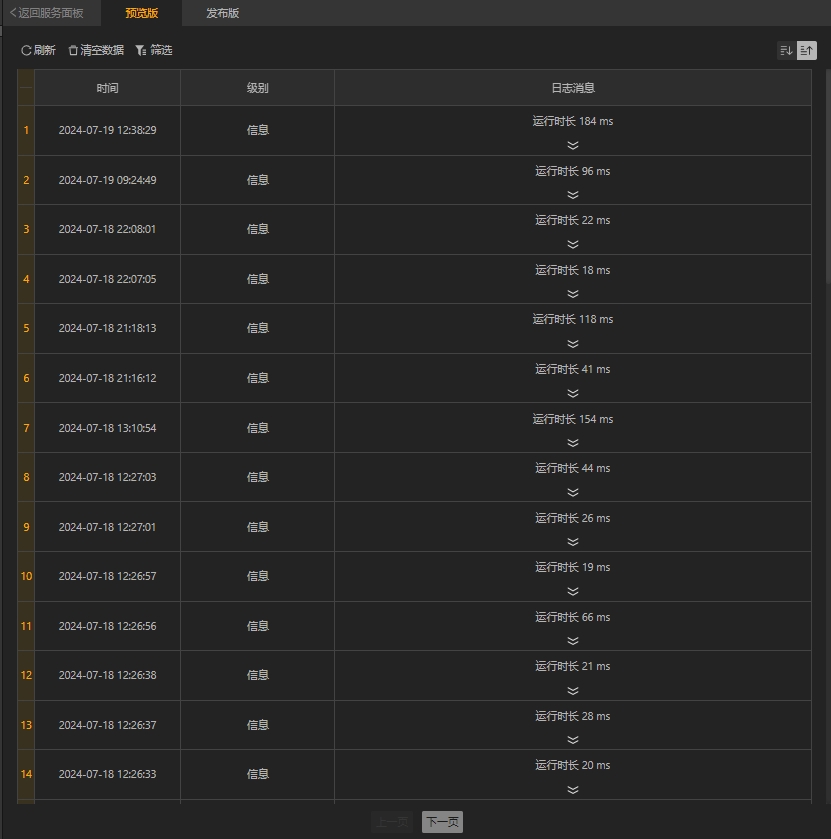 返回服务面板 预览版 发布版
刷新 清空数据 筛选
时间 级别 日志消息
1 2024-07-19 12:38:29 信息 运行时长 184 ms
2 2024-07-19 09:24:49 信息 运行时长 96 ms
3 2024-07-18 22:08:01 信息 运行时长 22 ms
4 2024-07-18 22:07:05 信息 运行时长 18 ms
5 2024-07-18 21:18:13 信息 运行时长 118 ms
6 2024-07-18 21:16:12 信息 运行时长 41 ms
7 2024-07-18 13:10:54 信息 运行时长 154 ms
8 2024-07-18 12:27:03 信息 运行时长 44 ms
9 2024-07-18 12:27:01 信息 运行时长 26 ms
10 2024-07-18 12:26:57 信息 运行时长 19 ms
11 2024-07-18 12:26:56 信息 运行时长 66 ms
12 2024-07-18 12:26:38 信息 运行时长 21 ms
13 2024-07-18 12:26:37 信息 运行时长 28 ms
14 2024-07-18 12:26:33 信息 运行时长 20 ms
上一页 下一页